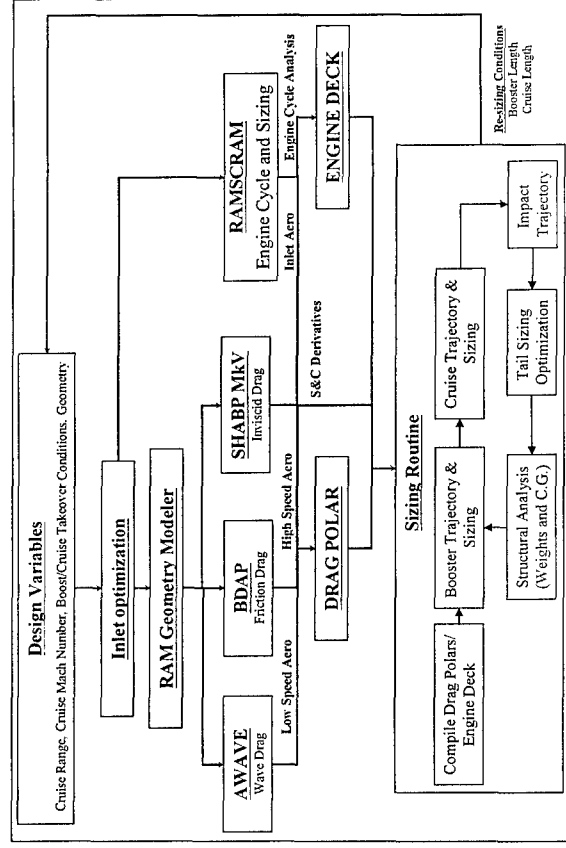 Design Variables
Cruise Range, Cruise Mach Number, Boost/Cruise Takeover Conditions, Geometry
Inlet optimization
RAM Geometry Modeler
AWAVE
Wave Drag
BDAP
Friction Drag
SHABP MkV
Inviscid Drag
RAMSCRAM
Engine Cycle and Sizing
Low Speed Aero
High Speed Aero
Inlet Aero
Engine Cycle Analysis
S&C Derivatives
DRAG POLAR
ENGINE DECK
Sizing Routine
Compile Drag Polars/
Engine Deck
Booster Trajectory &
Sizing
Cruise Trajectory &
Sizing
Structural Analysis
(Weights and C.G.)
Tail Sizing
Optimization
Impact
Trajectory
Re-sizing Conditions
Booster Length
Cruise Length